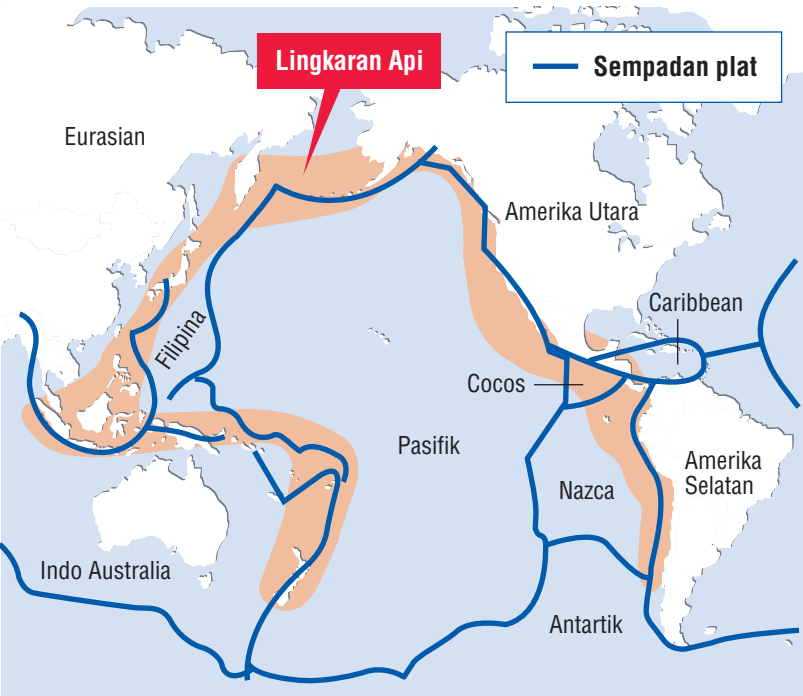 Lingkaran Api
Sempadan plat
Eurasian
Amerika Utara
Caribbean
Filipina
Cocos
Pasifik
Amerika
Selatan
Nazca
Indo Australia
Antartik